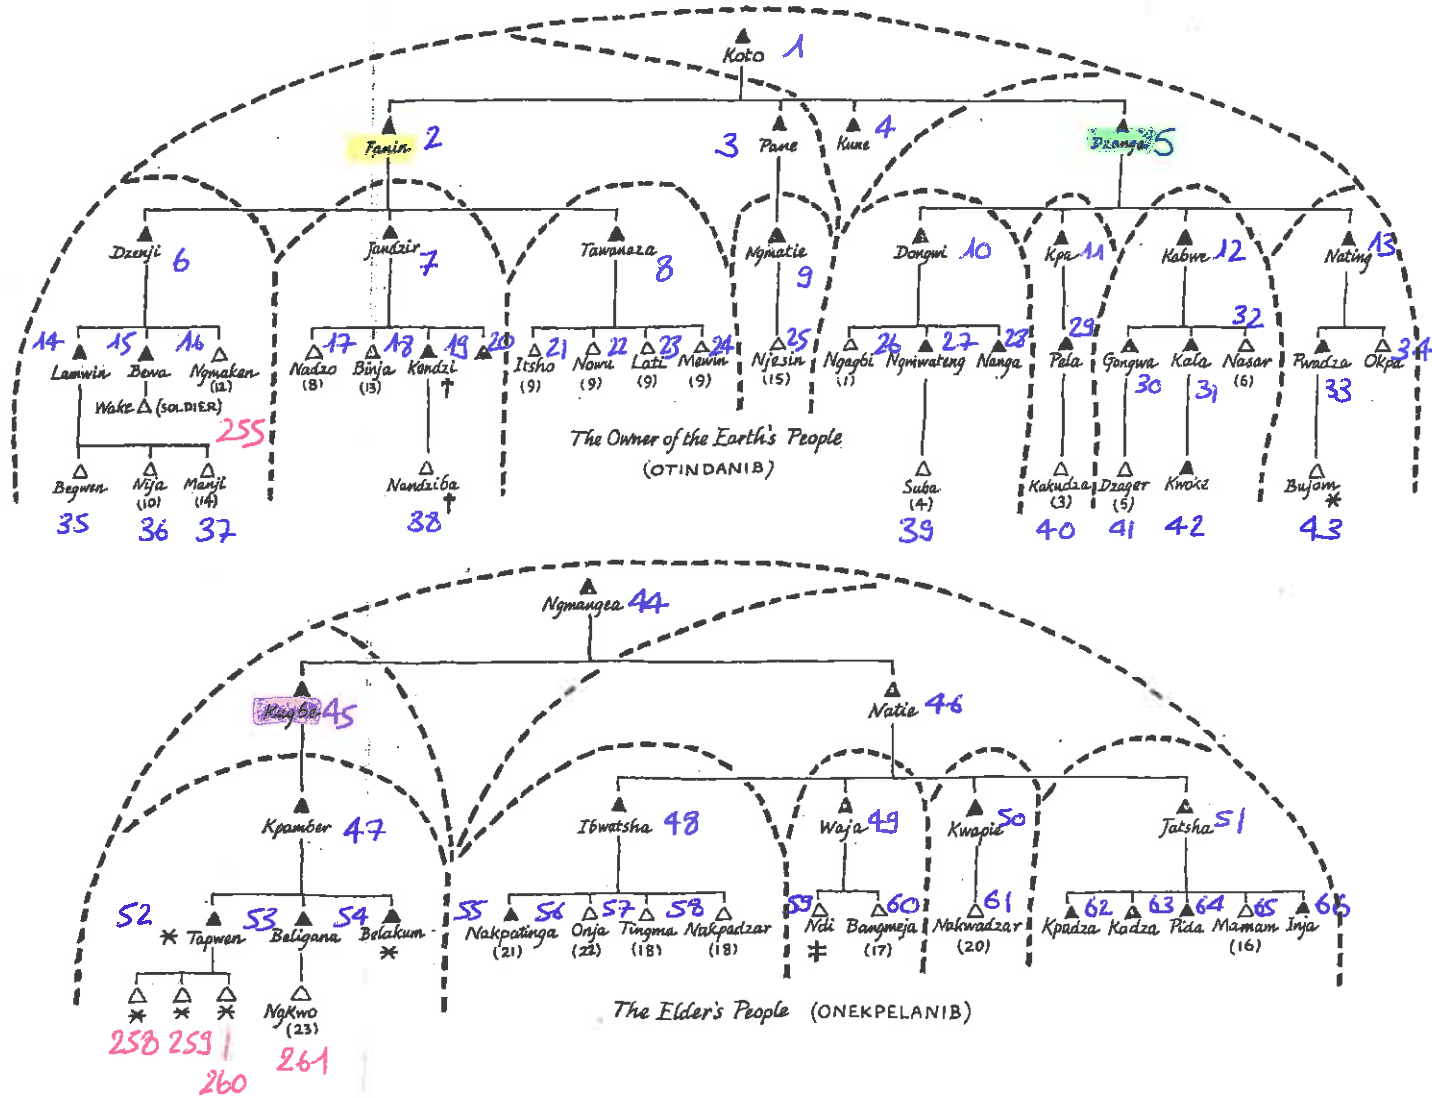 Koto 1
Fanin 2
3 Pane
Kune 4
Dzanga 5
Dzenji 6
Jandzir 7
Tawanaza 8
Ngmatie 9
Dongwi 10
Kpa 11
Kabwe 12
Nating 13
14 15 16
Lamwin Bewa Ngmaken
(12)
Wake (SOLDIER)
255
17 18 19 20
Nadzo Binja Kondzi
(8) (13) †
21 22 23 24
Itsho Nowu Lati Mewin
(9) (9) (9) (9)
25
Njesin
(15)
26 27 28
Ngagbi Ngmwateng Nanga
(1)
29
Pela
32
Gongwa Kala Nasar
30 31 (6)
34
Pwadza Okpa
33
The Owner of the Earth's People
(OTINDANIB)
Begwen Nija Manji
(10) (14)
35 36 37
Nandziba
†
38
Suba
(4)
39
Kakudza
(3)
40
Dzager
(5)
41
Kwoke
42
Bujom
*
43
Ngmangea 44
Kugbe 45
Natie 46
Kpamber 47
Ibwatsha 48
Waja 49
Kwapie 50
Jatsha 51
52 53 54
* Tapwen Beligana Belakum
*
55 56 57 58
Nakpatinga Onja Tingma Nakpadzar
(21) (22) (18) (18)
59 60
Ndi Bangmeja
‡ (17)
61
Nakwadzar
(20)
62 63 64 65 66
Kpadza Kadza Pida Mamam Inja
(16)
* * *
258 259
260
Ngkwo
(23)
261
The Elder's People (ONEKPELANIB)